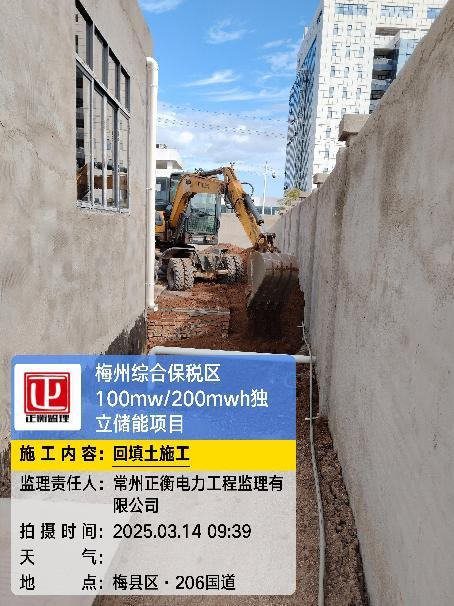 正衡监理
梅州综合保税区
100mw/200mwh独
立储能项目
施工内容：回填土施工
监理责任人：常州正衡电力工程监理有
限公司
拍摄时间：2025.03.14 09:39
天气：
地点：梅县区·206国道